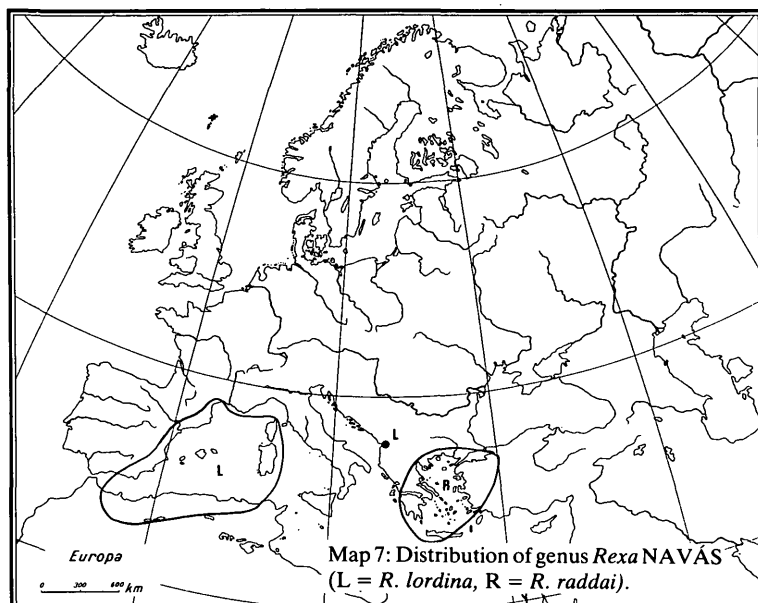 L
L
R
Europa
0 300 600 km
Map 7: Distribution of genus Rexa NAVÁS
(L = R. lordina, R = R. raddai).